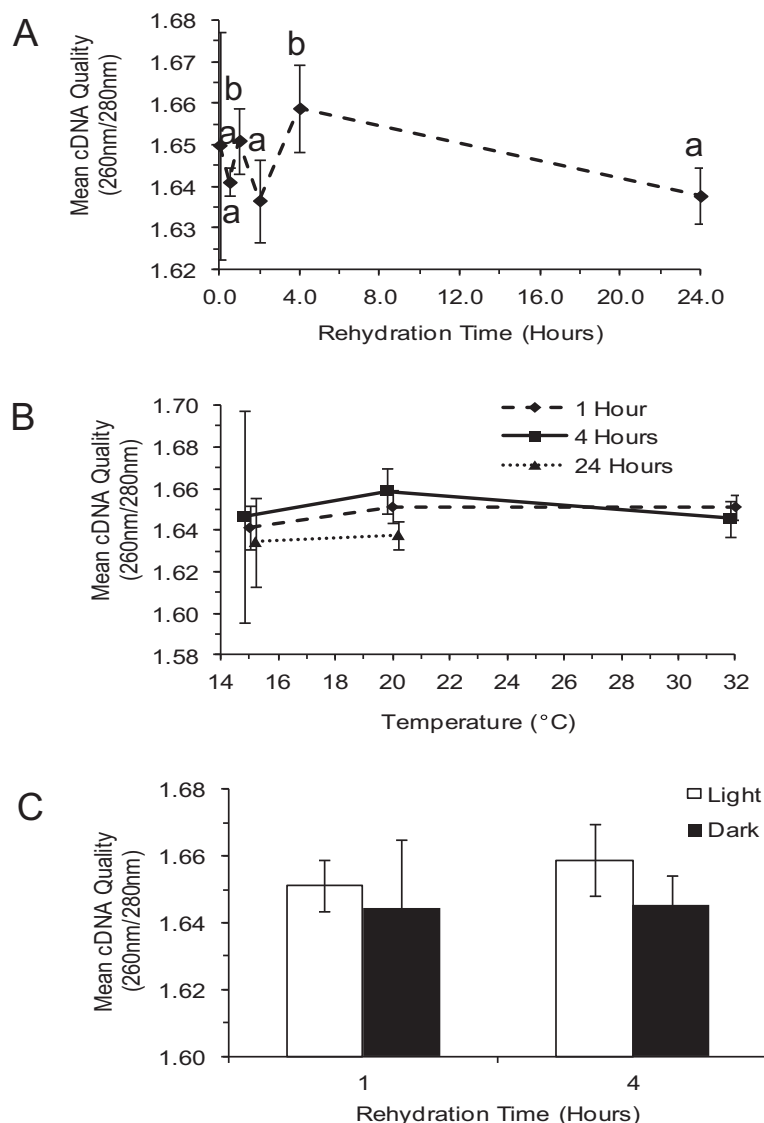 A
Mean cDNA Quality
(260nm/280nm)
1.68
1.67
1.66
1.65
1.64
1.63
1.62
b
b
a
a
a
a
0.0 4.0 8.0 12.0 16.0 20.0 24.0
Rehydration Time (Hours)
B
Mean cDNA Quality
(260nm/280nm)
1.70
1.68
1.66
1.64
1.62
1.60
1.58
1 Hour
4 Hours
24 Hours
14 16 18 20 22 24 26 28 30 32
Temperature (°C)
C
Mean cDNA Quality
(260nm/280nm)
1.68
1.66
1.64
1.62
1.60
Light
Dark
1 4
Rehydration Time (Hours)